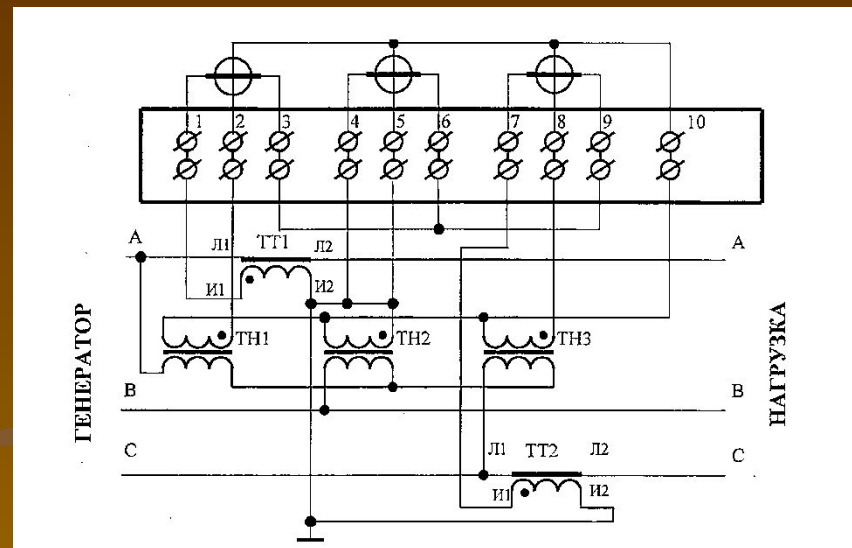 1 2 3 4 5 6 7 8 9 10
А Л1 ТТ1 Л2 А
И1 И2
ТН1 ТН2 ТН3
ГЕНЕРАТОР
НАГРУЗКА
В В
С Л1 ТТ2 Л2 С
И1 И2